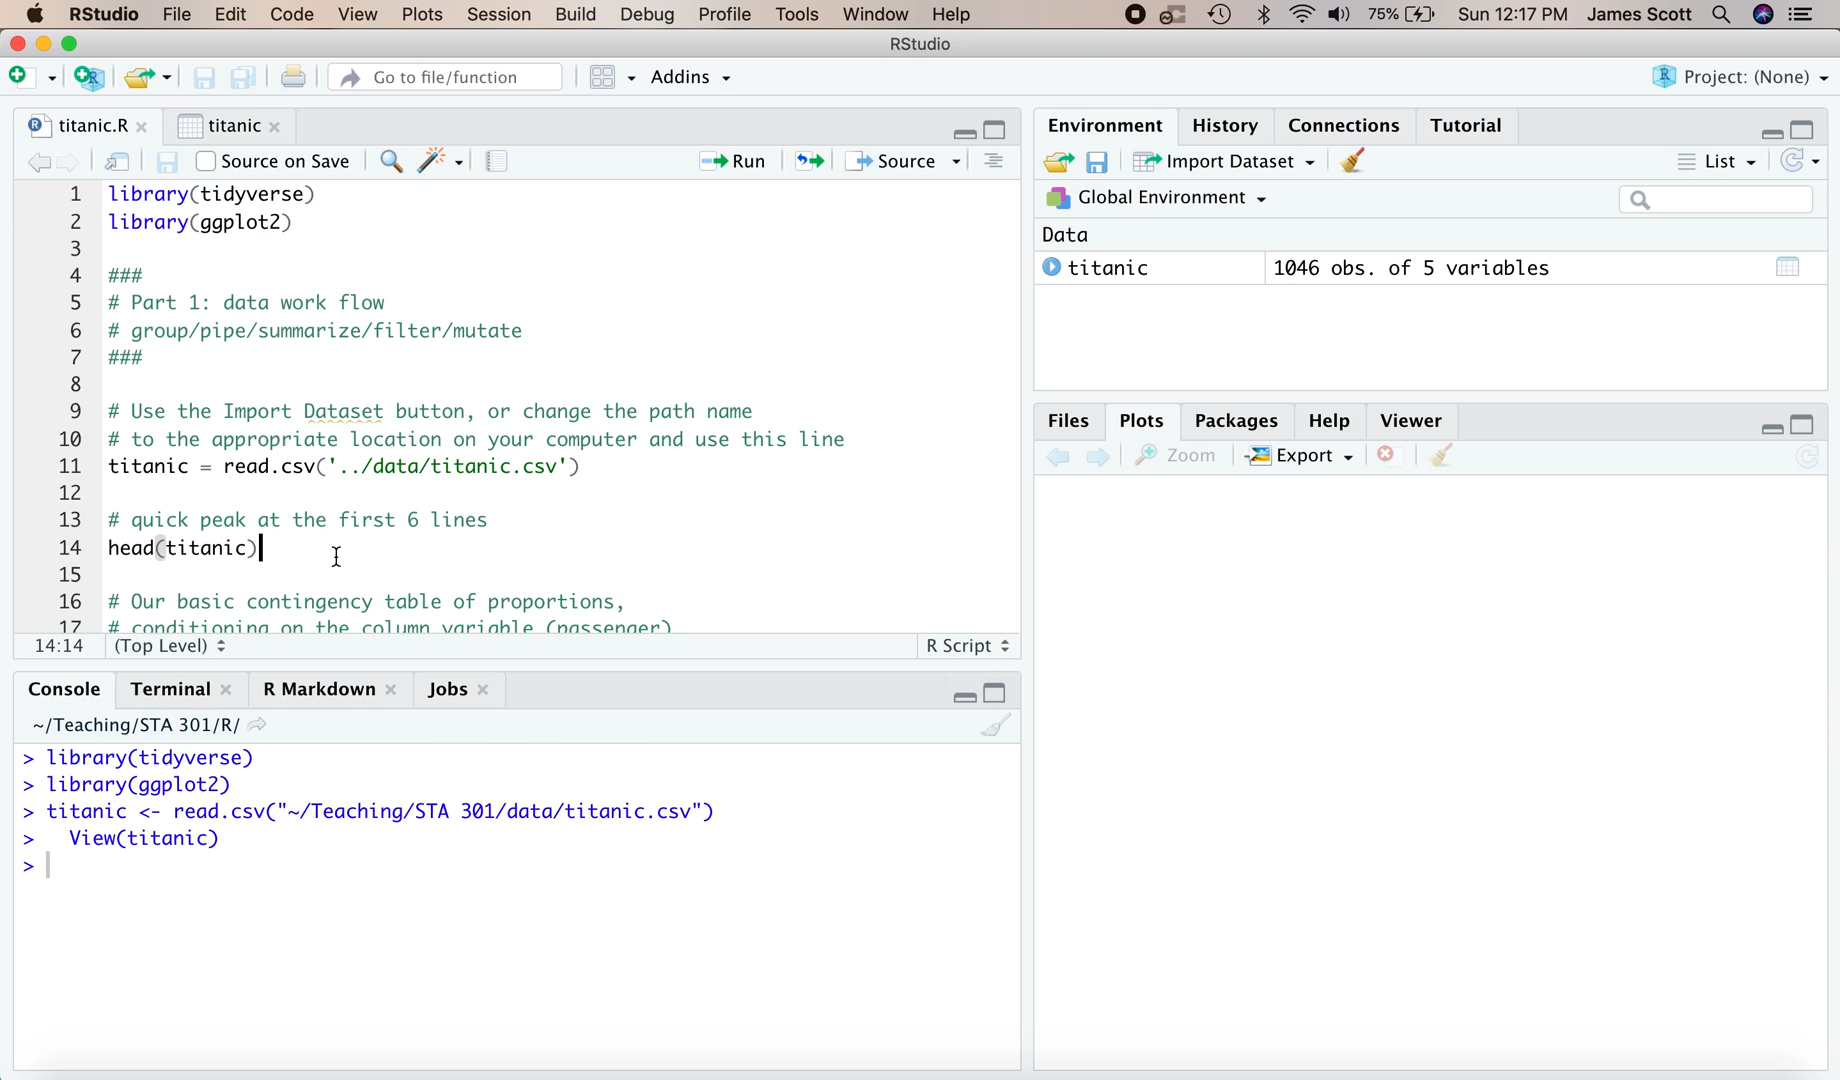 RStudio File Edit Code View Plots Session Build Debug Profile Tools Window Help 75% Sun 12:17 PM James Scott
RStudio
Go to file/function Addins Project: (None)
titanic.R titanic
Source on Save Run Source
1 library(tidyverse)
2 library(ggplot2)
3
4 ###
5 # Part 1: data work flow
6 # group/pipe/summarize/filter/mutate
7 ###
8
9 # Use the Import Dataset button, or change the path name
10 # to the appropriate location on your computer and use this line
11 titanic = read.csv('../data/titanic.csv')
12
13 # quick peak at the first 6 lines
14 head(titanic)
15
16 # Our basic contingency table of proportions,
17 # conditioning on the column variable (passenger)
14:14 (Top Level) R Script
Console Terminal R Markdown Jobs
~/Teaching/STA 301/R/
> library(tidyverse)
> library(ggplot2)
> titanic <- read.csv("~/Teaching/STA 301/data/titanic.csv")
>   View(titanic)
>
Environment History Connections Tutorial
Import Dataset List
Global Environment
Data
titanic 1046 obs. of 5 variables
Files Plots Packages Help Viewer
Zoom Export